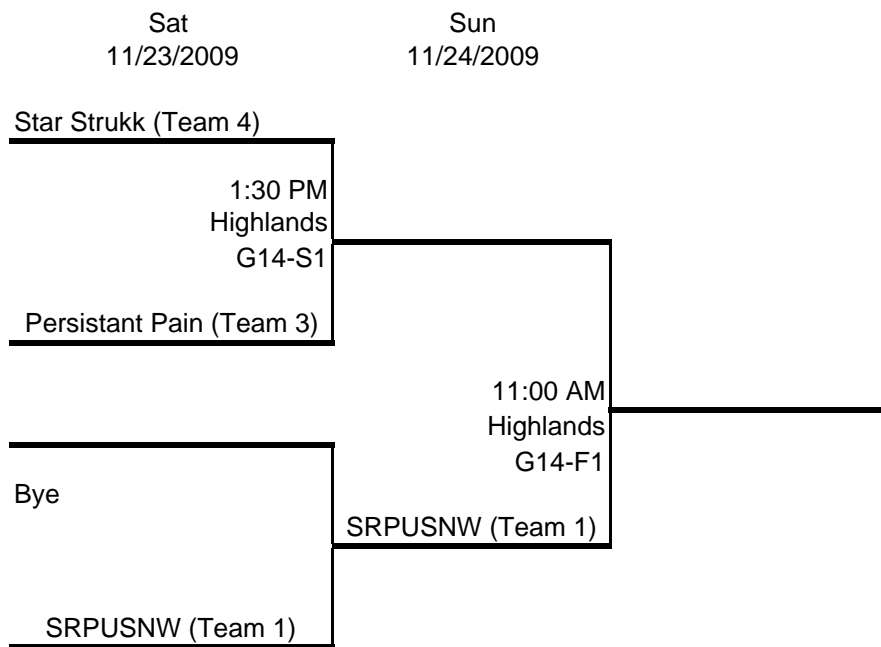 Sat
11/23/2009
Sun
11/24/2009
Star Strukk (Team 4)
1:30 PM
Highlands
G14-S1
Persistant Pain (Team 3)
11:00 AM
Highlands
G14-F1
Bye
SRPUSNW (Team 1)
SRPUSNW (Team 1)